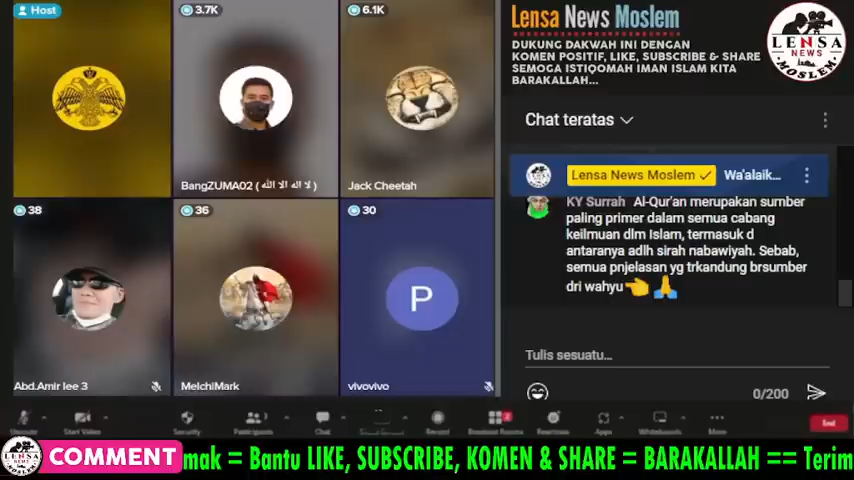 Host
3.7K
6.1K
BangZUMA02 ( لا اله الا الله )
Jack Cheetah
38
36
30
P
Abd.Amir lee 3
MelchiMark
vivovivo
Lensa News Moslem
DUKUNG DAKWAH INI DENGAN
KOMEN POSITIF, LIKE, SUBSCRIBE & SHARE
SEMOGA ISTIQOMAH IMAN ISLAM KITA
BARAKALLAH...
LENSA
NEWS
MOSLEM
Chat teratas
Lensa News Moslem Wa'alaik...
KY Surrah Al-Qur'an merupakan sumber
paling primer dalam semua cabang
keilmuan dlm Islam, termasuk d
antaranya adlh sirah nabawiyah. Sebab,
semua pnjelasan yg trkandung brsumber
dri wahyu👈🙏
Tulis sesuatu...
0/200
Unmute
Start Video
Security
Participants
Chat
Record
Breakout Rooms
Reactions
Apps
Whiteboards
More
End
COMMENT
mak = Bantu LIKE, SUBSCRIBE, KOMEN & SHARE = BARAKALLAH == Terim